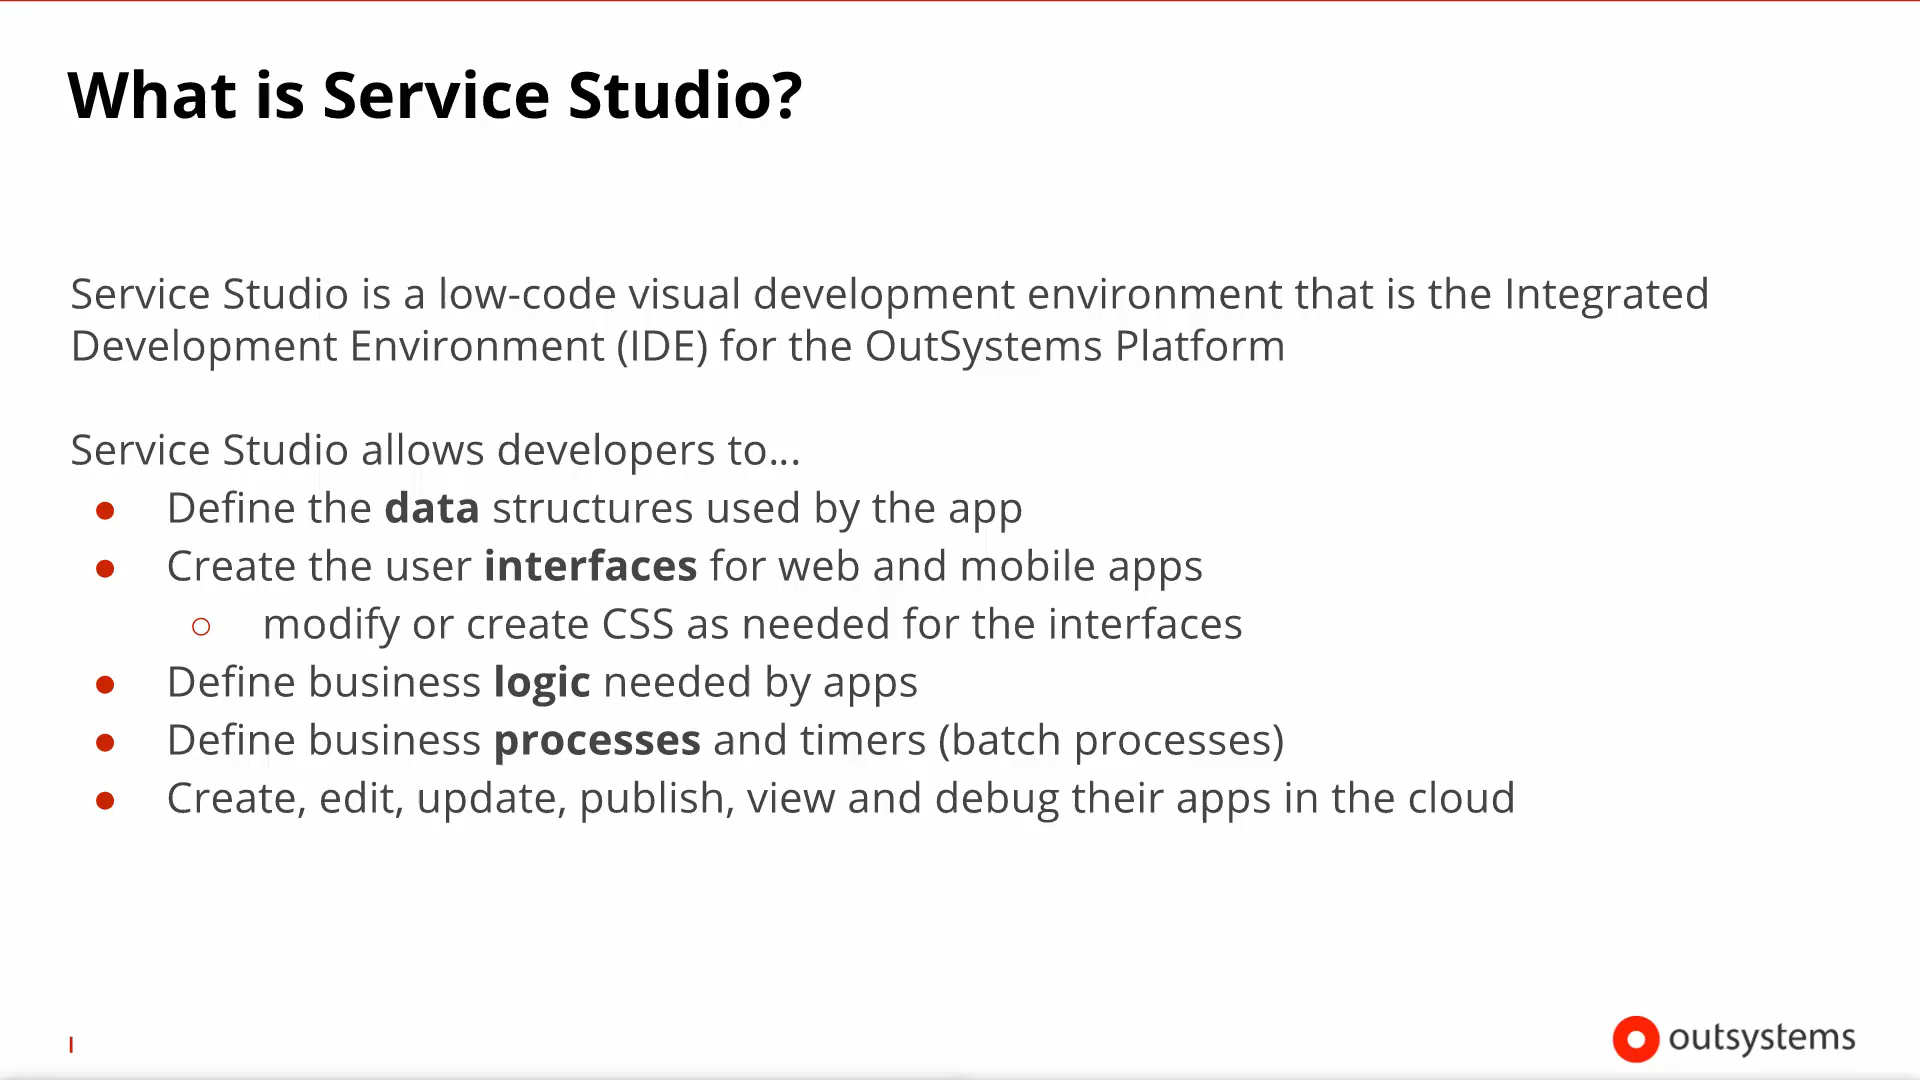 What is Service Studio?
Service Studio is a low-code visual development environment that is the Integrated
Development Environment (IDE) for the OutSystems Platform
Service Studio allows developers to...
● Define the data structures used by the app
● Create the user interfaces for web and mobile apps
○ modify or create CSS as needed for the interfaces
● Define business logic needed by apps
● Define business processes and timers (batch processes)
● Create, edit, update, publish, view and debug their apps in the cloud
outsystems